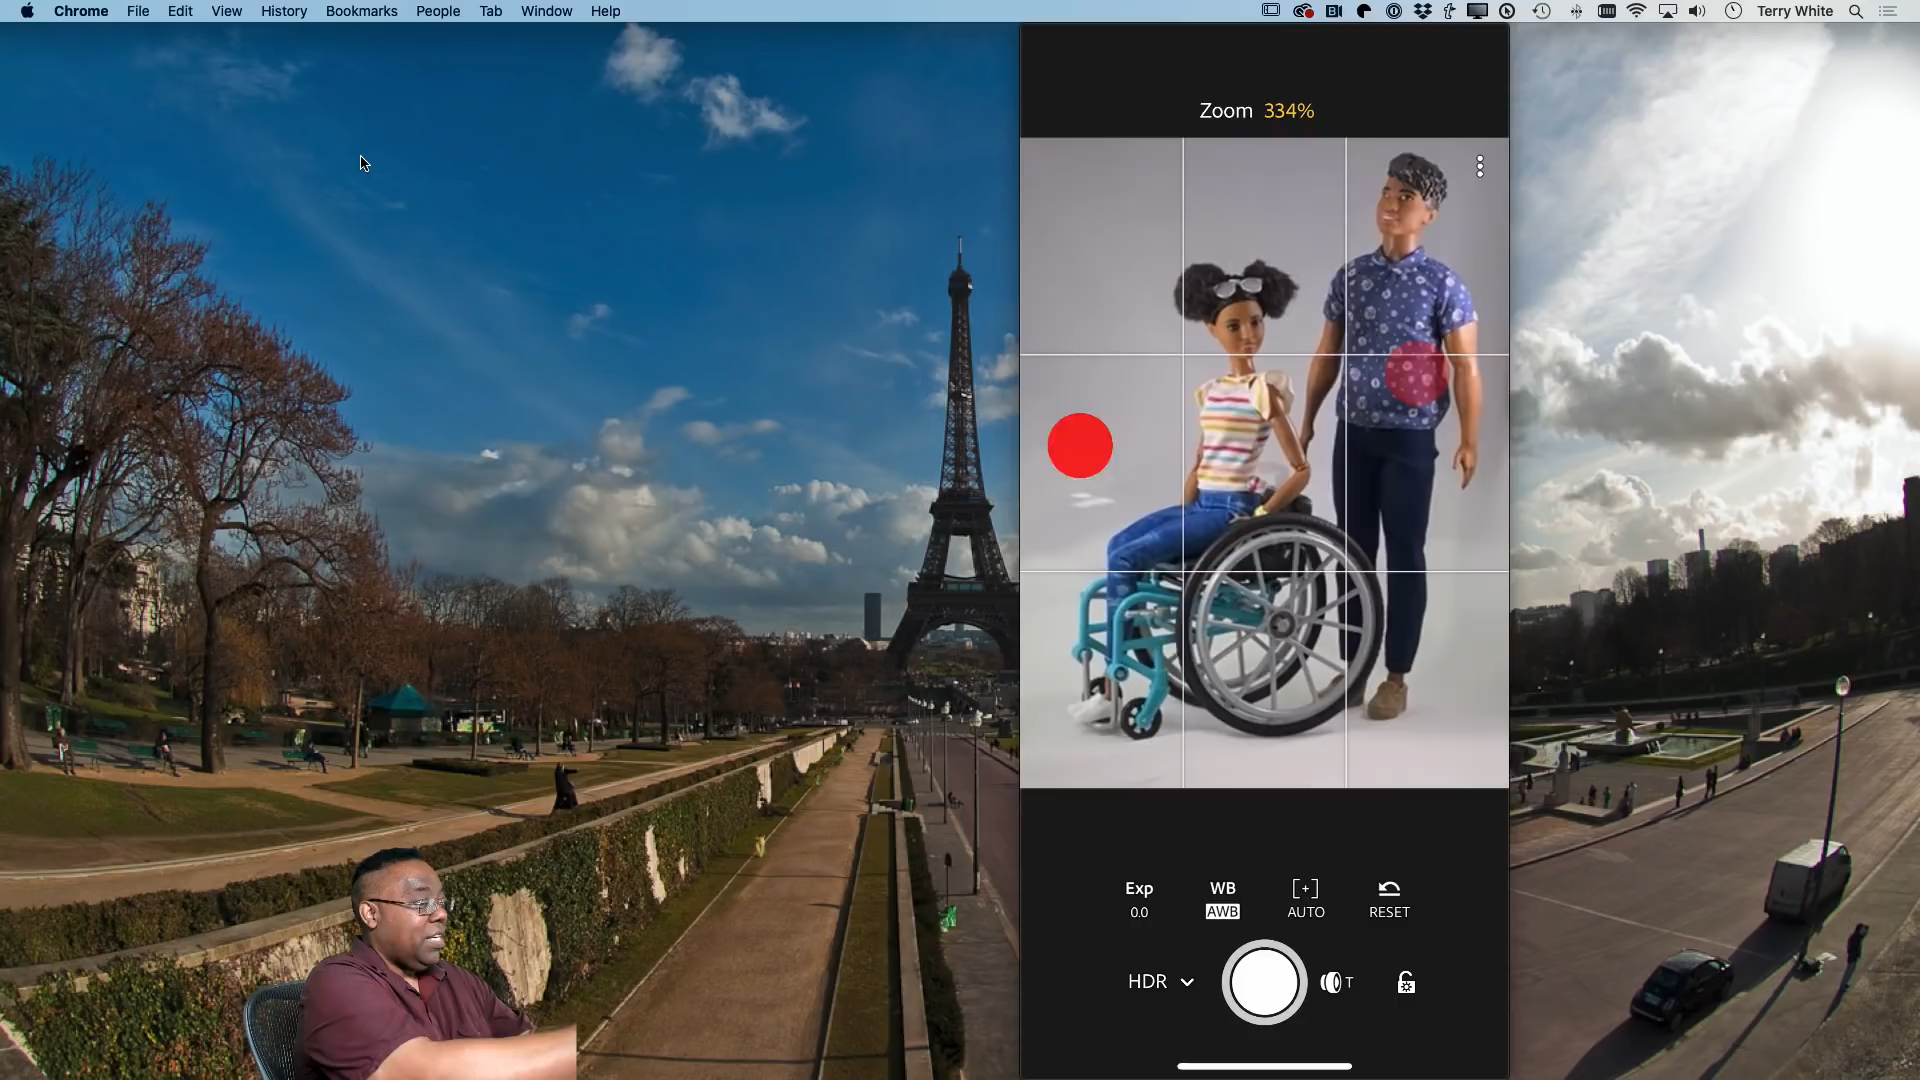 Chrome File Edit View History Bookmarks People Tab Window Help Terry White
Zoom 334%
Exp WB [+] RESET
0.0 AWB AUTO
HDR T